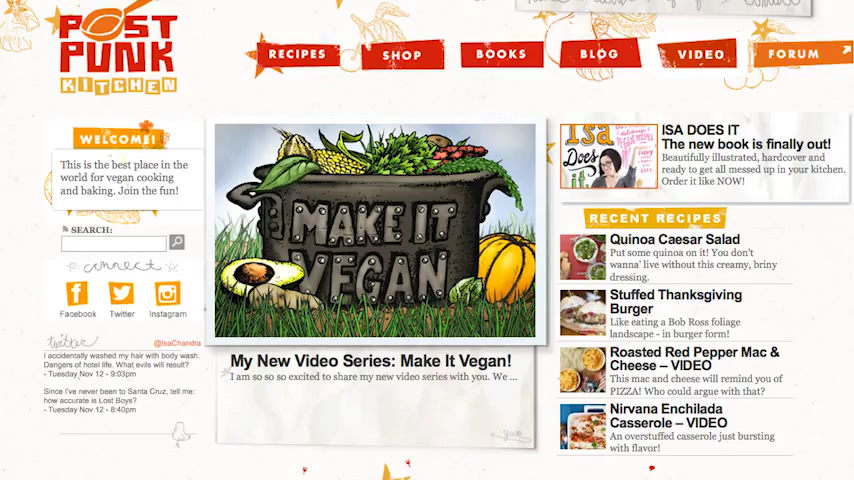 POST
PUNK
KITCHEN
RECIPES
SHOP
BOOKS
BLOG
VIDEO
FORUM
WELCOME!
This is the best place in the
world for vegan cooking
and baking. Join the fun!
SEARCH:
connect
Facebook
Twitter
Instagram
twitter
@IsaChandra
I accidentally washed my hair with body wash.
Dangers of hotel life. What evils will result?
- Tuesday Nov 12 - 9:03pm
Since I've never been to Santa Cruz, tell me:
how accurate is Lost Boys?
- Tuesday Nov 12 - 8:40pm
MAKE IT
VEGAN
My New Video Series: Make It Vegan!
I am so so so excited to share my new video series with you. We ...
Isa
Does
it
ISA DOES IT
The new book is finally out!
Beautifully illustrated, hardcover and
ready to get all messed up in your kitchen.
Order it like NOW!
RECENT RECIPES
Quinoa Caesar Salad
Put some quinoa on it! You don't
wanna' live without this creamy, briny
dressing.
Stuffed Thanksgiving
Burger
Like eating a Bob Ross foliage
landscape - in burger form!
Roasted Red Pepper Mac &
Cheese – VIDEO
This mac and cheese will remind you of
PIZZA! Who could argue with that?
Nirvana Enchilada
Casserole – VIDEO
An overstuffed casserole just bursting
with flavor!